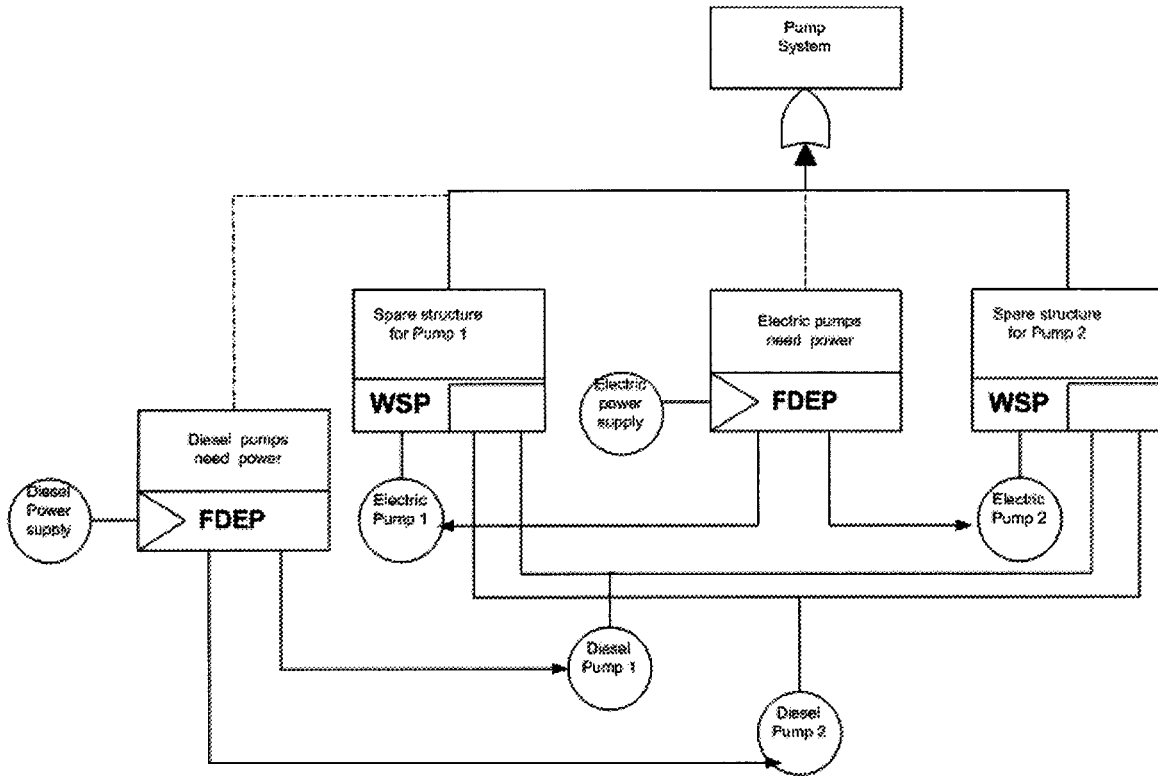 Pump
System
Spare structure
for Pump 1
Electric pumps
need power
Spare structure
for Pump 2
Electric
power
supply
WSP
FDEP
WSP
Diesel pumps
need power
Diesel
Power
supply
FDEP
Electric
Pump 1
Electric
Pump 2
Diesel
Pump 1
Diesel
Pump 2